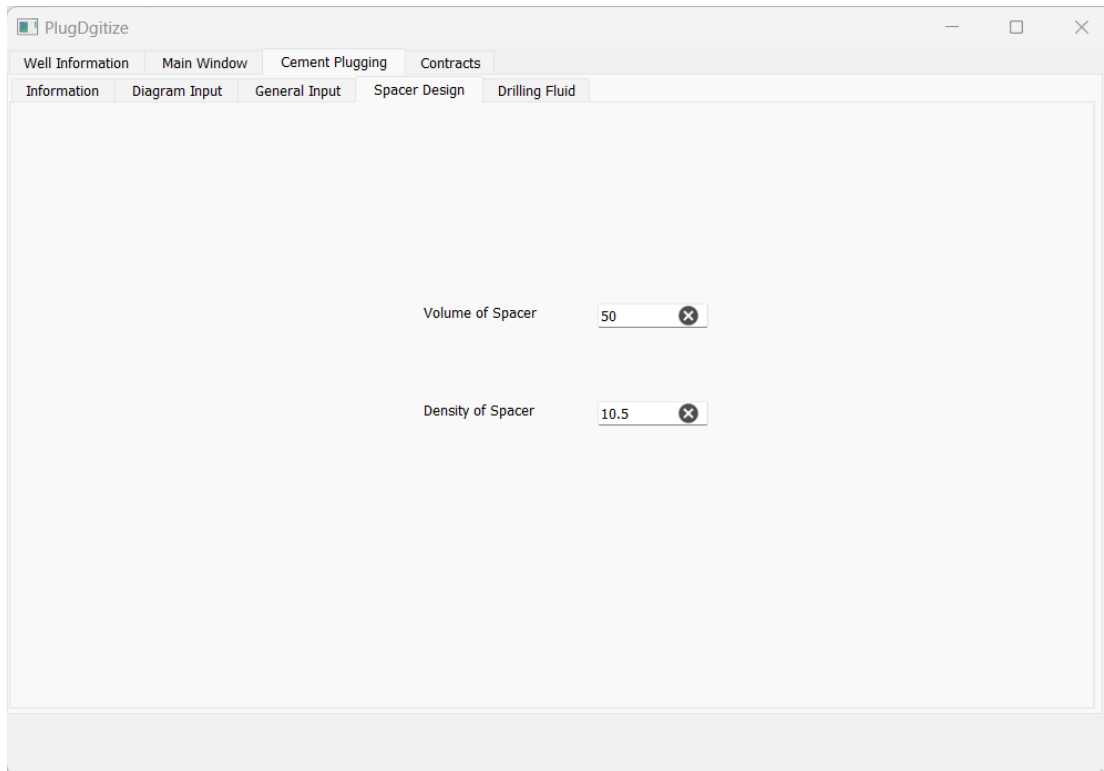 PlugDgitize
Well Information Main Window Cement Plugging Contracts
Information Diagram Input General Input Spacer Design Drilling Fluid
Volume of Spacer 50
Density of Spacer 10.5